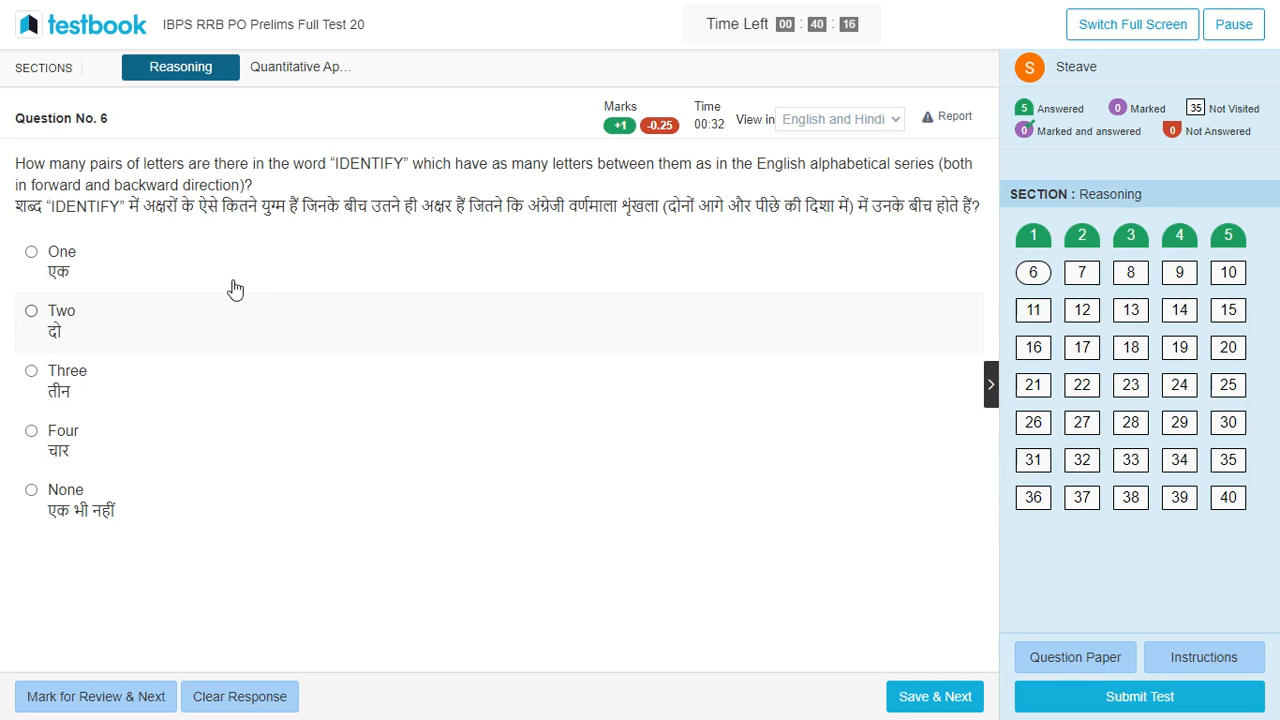 testbook IBPS RRB PO Prelims Full Test 20 Time Left 00 : 40 : 16 Switch Full Screen Pause
SECTIONS Reasoning Quantitative Ap... S Steave
Question No. 6 Marks +1 -0.25 Time 00:32 View in English and Hindi Report
5 Answered 0 Marked 35 Not Visited
0 Marked and answered 0 Not Answered
How many pairs of letters are there in the word “IDENTIFY” which have as many letters between them as in the English alphabetical series (both
in forward and backward direction)?
शब्द “IDENTIFY” में अक्षरों के ऐसे कितने युग्म हैं जिनके बीच उतने ही अक्षर हैं जितने कि अंग्रेजी वर्णमाला श्रृंखला (दोनों आगे और पीछे की दिशा में) में उनके बीच होते हैं?
One
एक
Two
दो
Three
तीन
Four
चार
None
एक भी नहीं
SECTION : Reasoning
1 2 3 4 5
6 7 8 9 10
11 12 13 14 15
16 17 18 19 20
21 22 23 24 25
26 27 28 29 30
31 32 33 34 35
36 37 38 39 40
Question Paper Instructions
Mark for Review & Next Clear Response Save & Next Submit Test